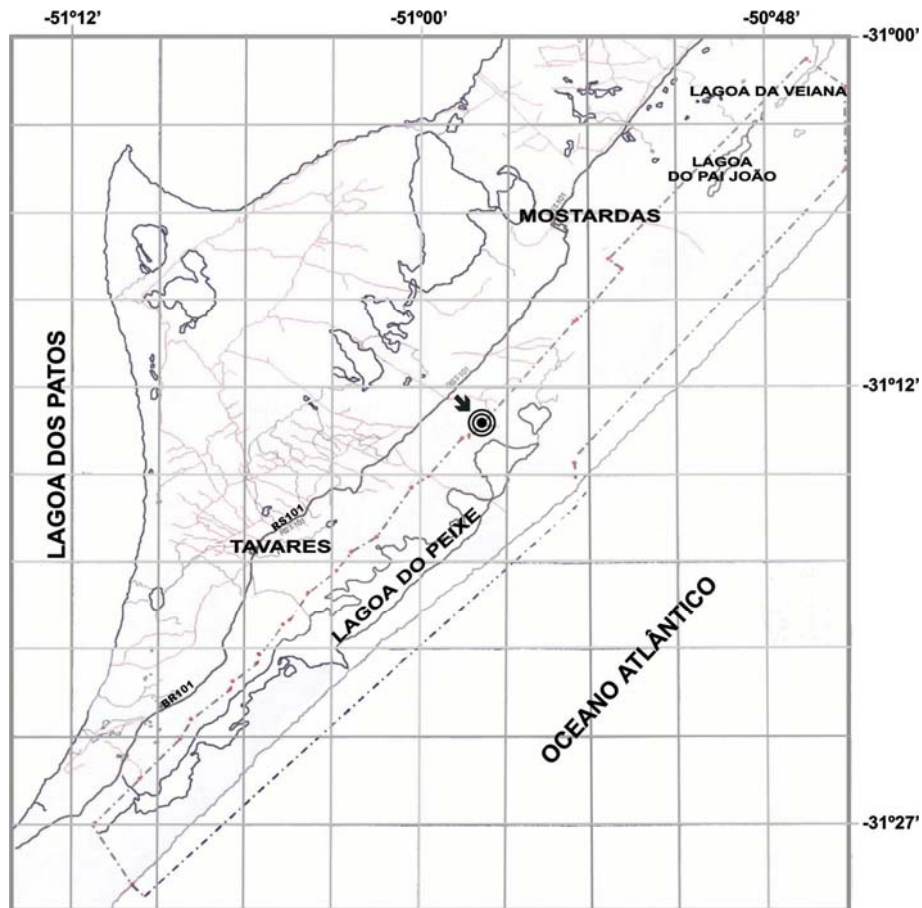 -51°12' -51°00' -50°48'
-31°00'
LAGOA DA VEIANA
LAGOA
DO PAI JOÃO
MOSTARDAS
-31°12'
LAGOA DOS PATOS
RS101
TAVARES
LAGOA DO PEIXE
OCEANO ATLÂNTICO
BR101
-31°27'